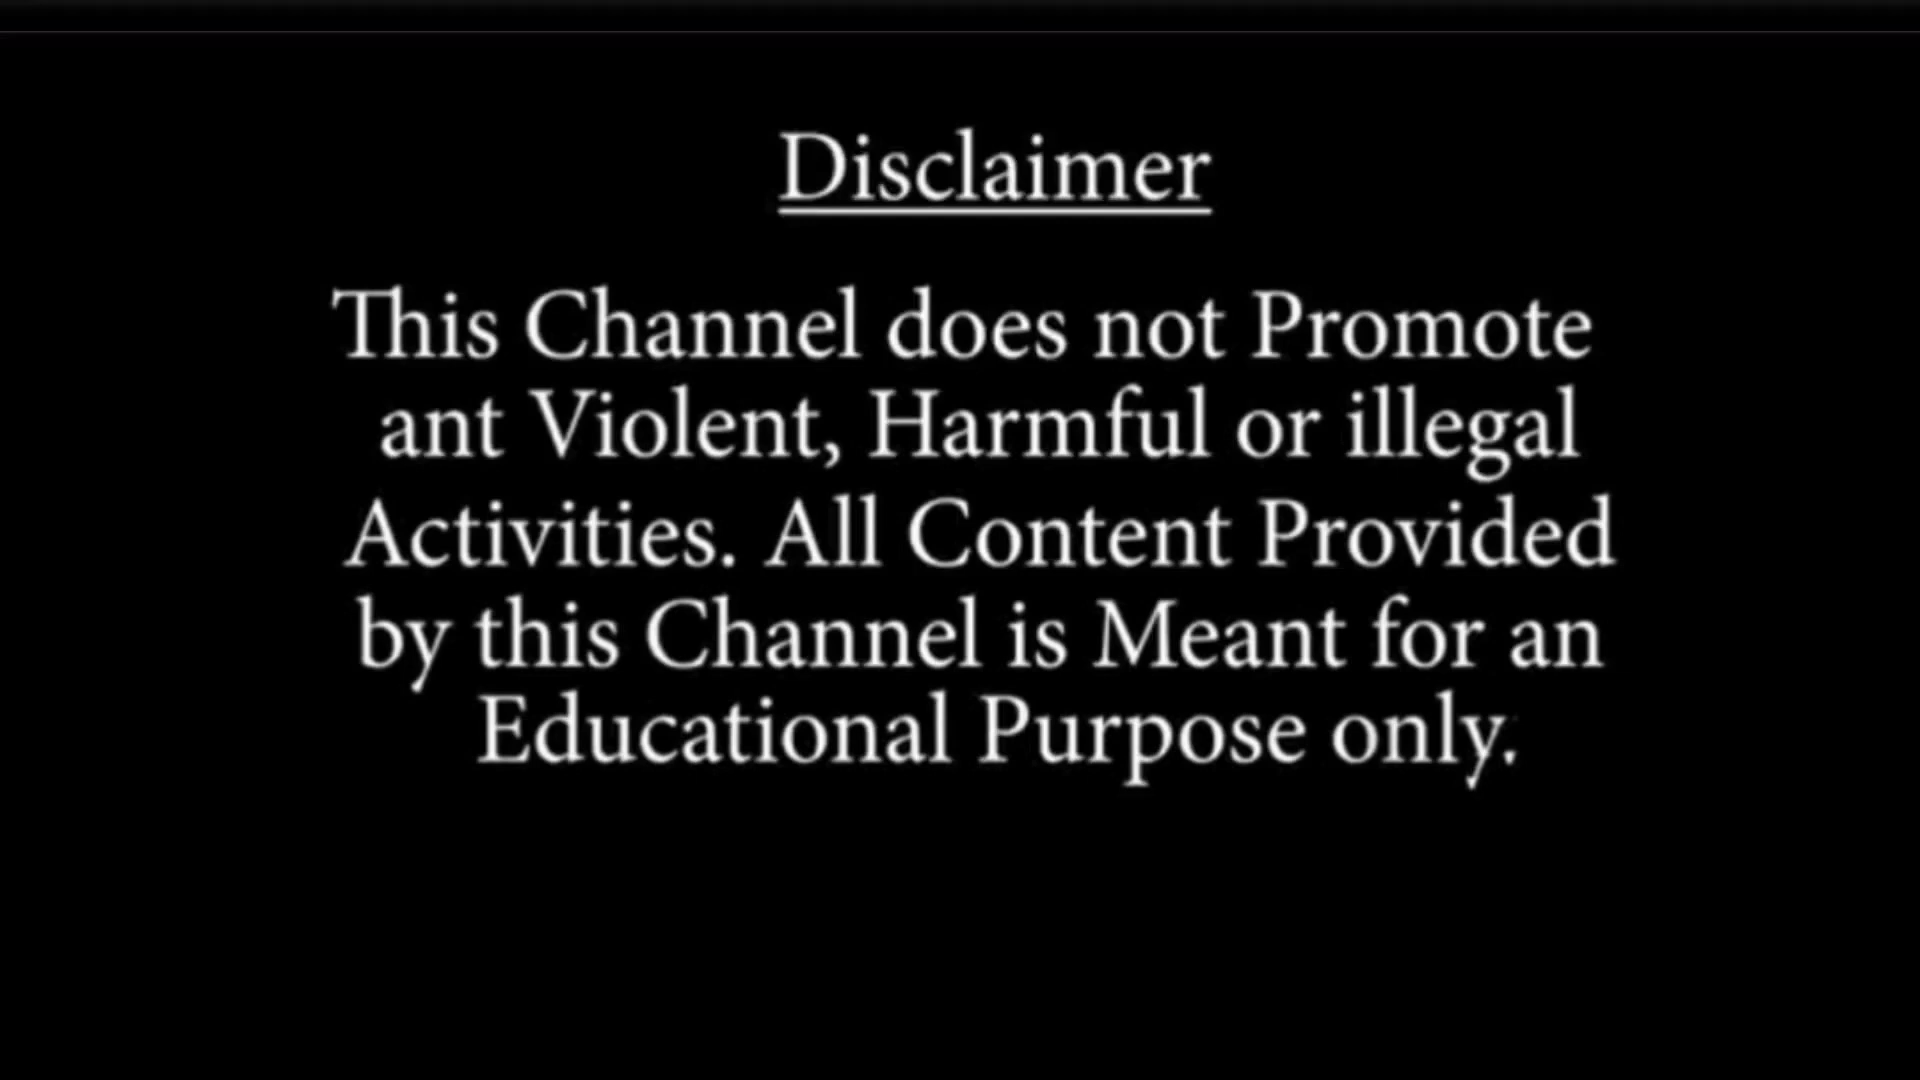 Disclaimer
This Channel does not Promote
ant Violent, Harmful or illegal
Activities. All Content Provided
by this Channel is Meant for an
Educational Purpose only.